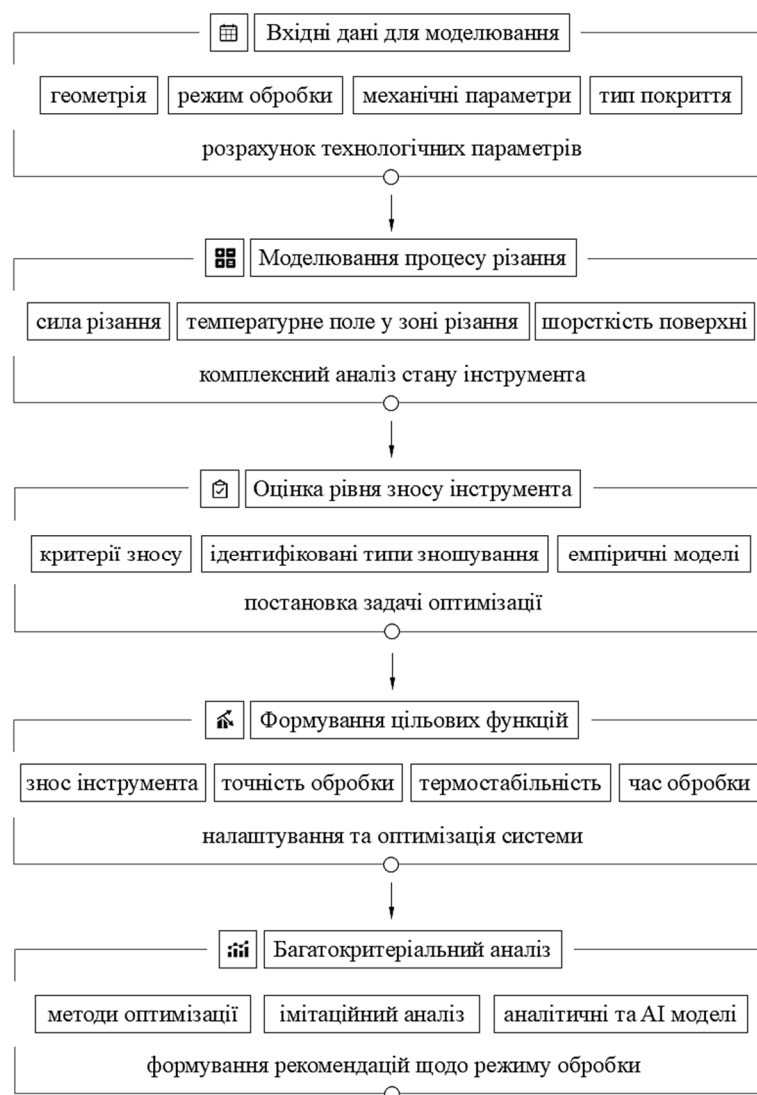 Вхідні дані для моделювання
геометрія режим обробки механічні параметри тип покриття
розрахунок технологічних параметрів
Моделювання процесу різання
сила різання температурне поле у зоні різання шорсткість поверхні
комплексний аналіз стану інструмента
Оцінка рівня зносу інструмента
критерії зносу ідентифіковані типи зношування емпіричні моделі
постановка задачі оптимізації
Формування цільових функцій
знос інструмента точність обробки термостабільність час обробки
налаштування та оптимізація системи
Багатокритеріальний аналіз
методи оптимізації імітаційний аналіз аналітичні та AI моделі
формування рекомендацій щодо режиму обробки